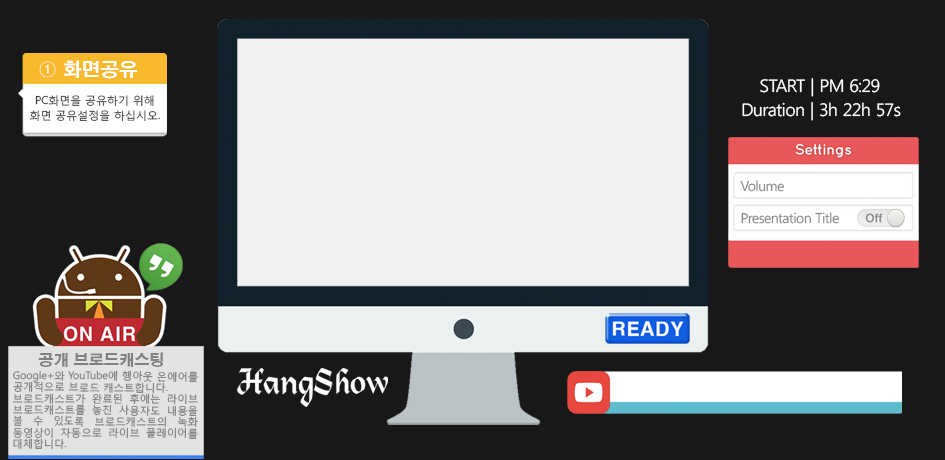 ① 화면공유
PC화면을 공유하기 위해
화면 공유설정을 하십시오.
START | PM 6:29
Duration | 3h 22h 57s
Settings
Volume
Presentation Title
Off
READY
ON AIR
공개 브로드캐스팅
Google+와 YouTube에 행아웃 온에어를
공개적으로 브로드 캐스트합니다.
브로드캐스트가 완료된 후에는 라이브
브로드캐스트를 놓친 사용자도 내용을
볼 수 있도록 브로드캐스트의 녹화
동영상이 자동으로 라이브 플레이어를
대체합니다.
HangShow